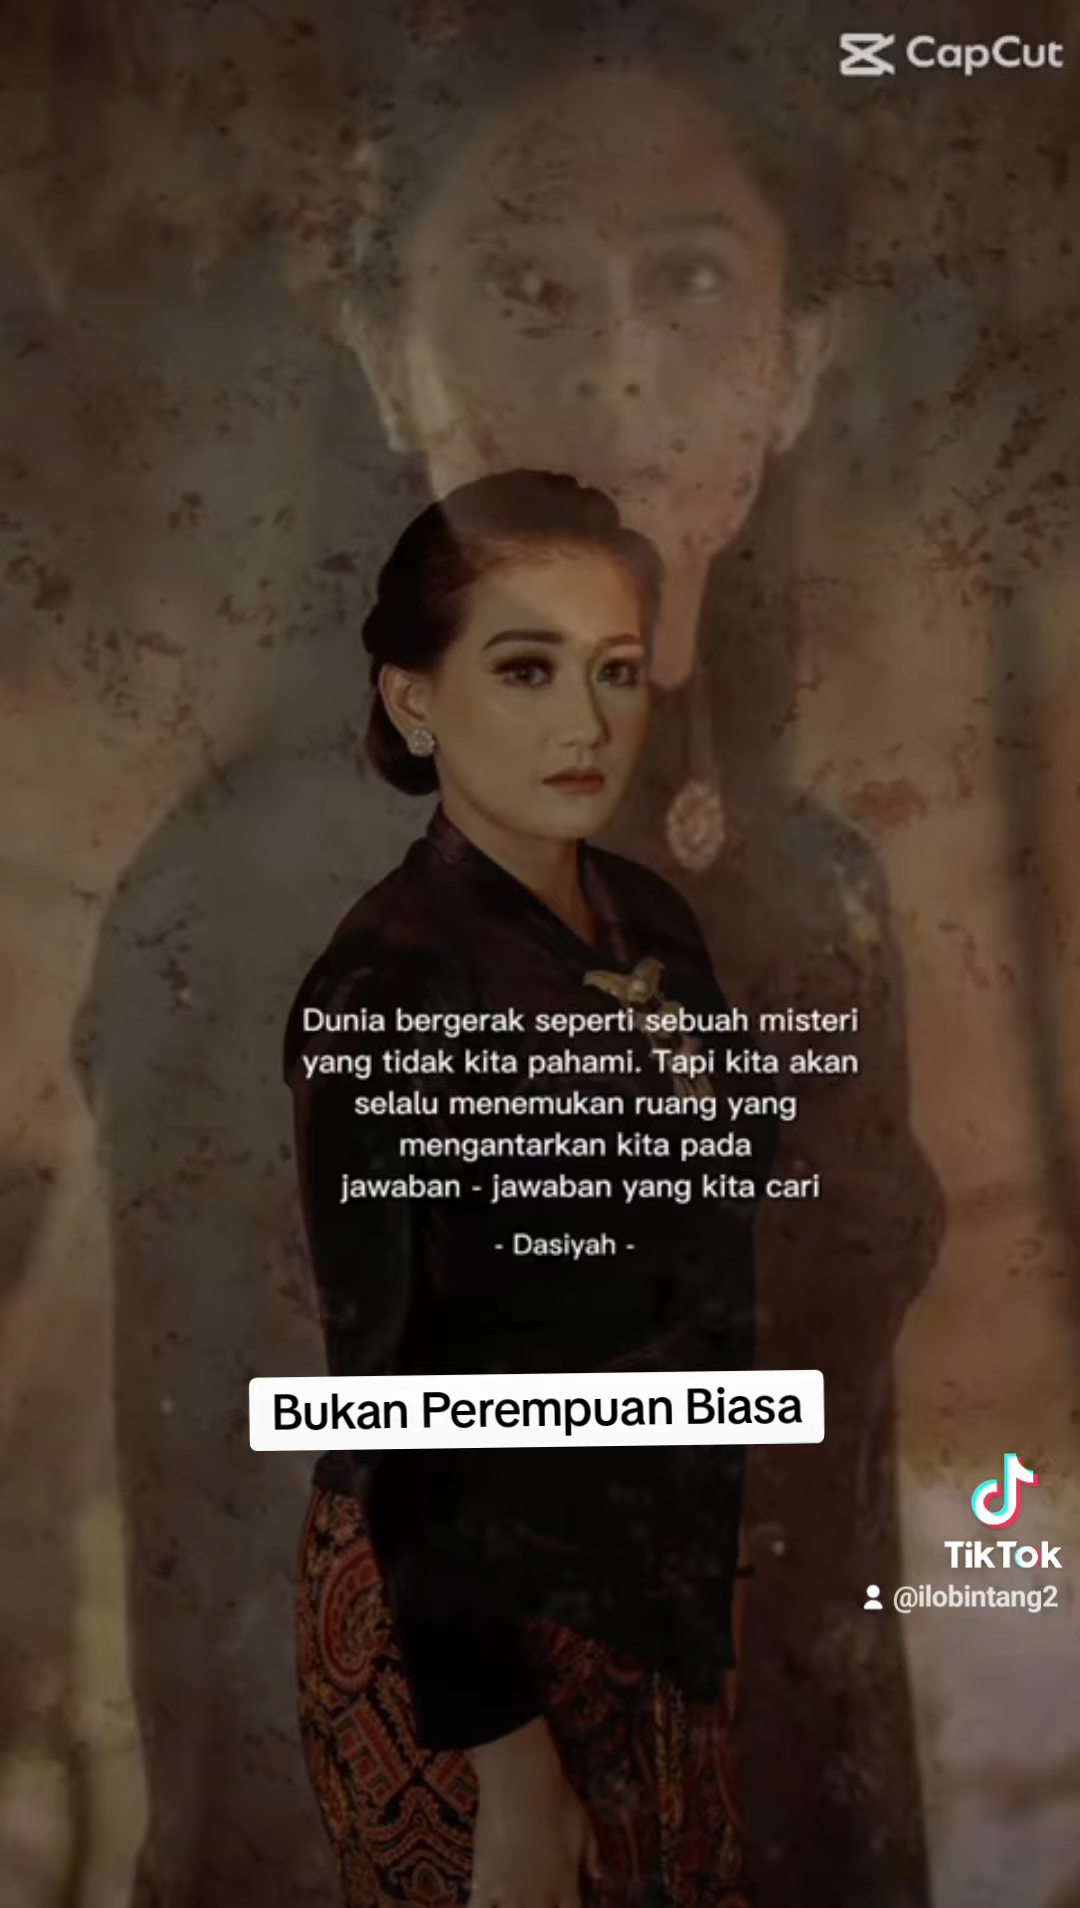 CapCut
Dunia bergerak seperti sebuah misteri
yang tidak kita pahami. Tapi kita akan
selalu menemukan ruang yang
mengantarkan kita pada
jawaban - jawaban yang kita cari
- Dasiyah -
Bukan Perempuan Biasa
TikTok
@ilobintang2